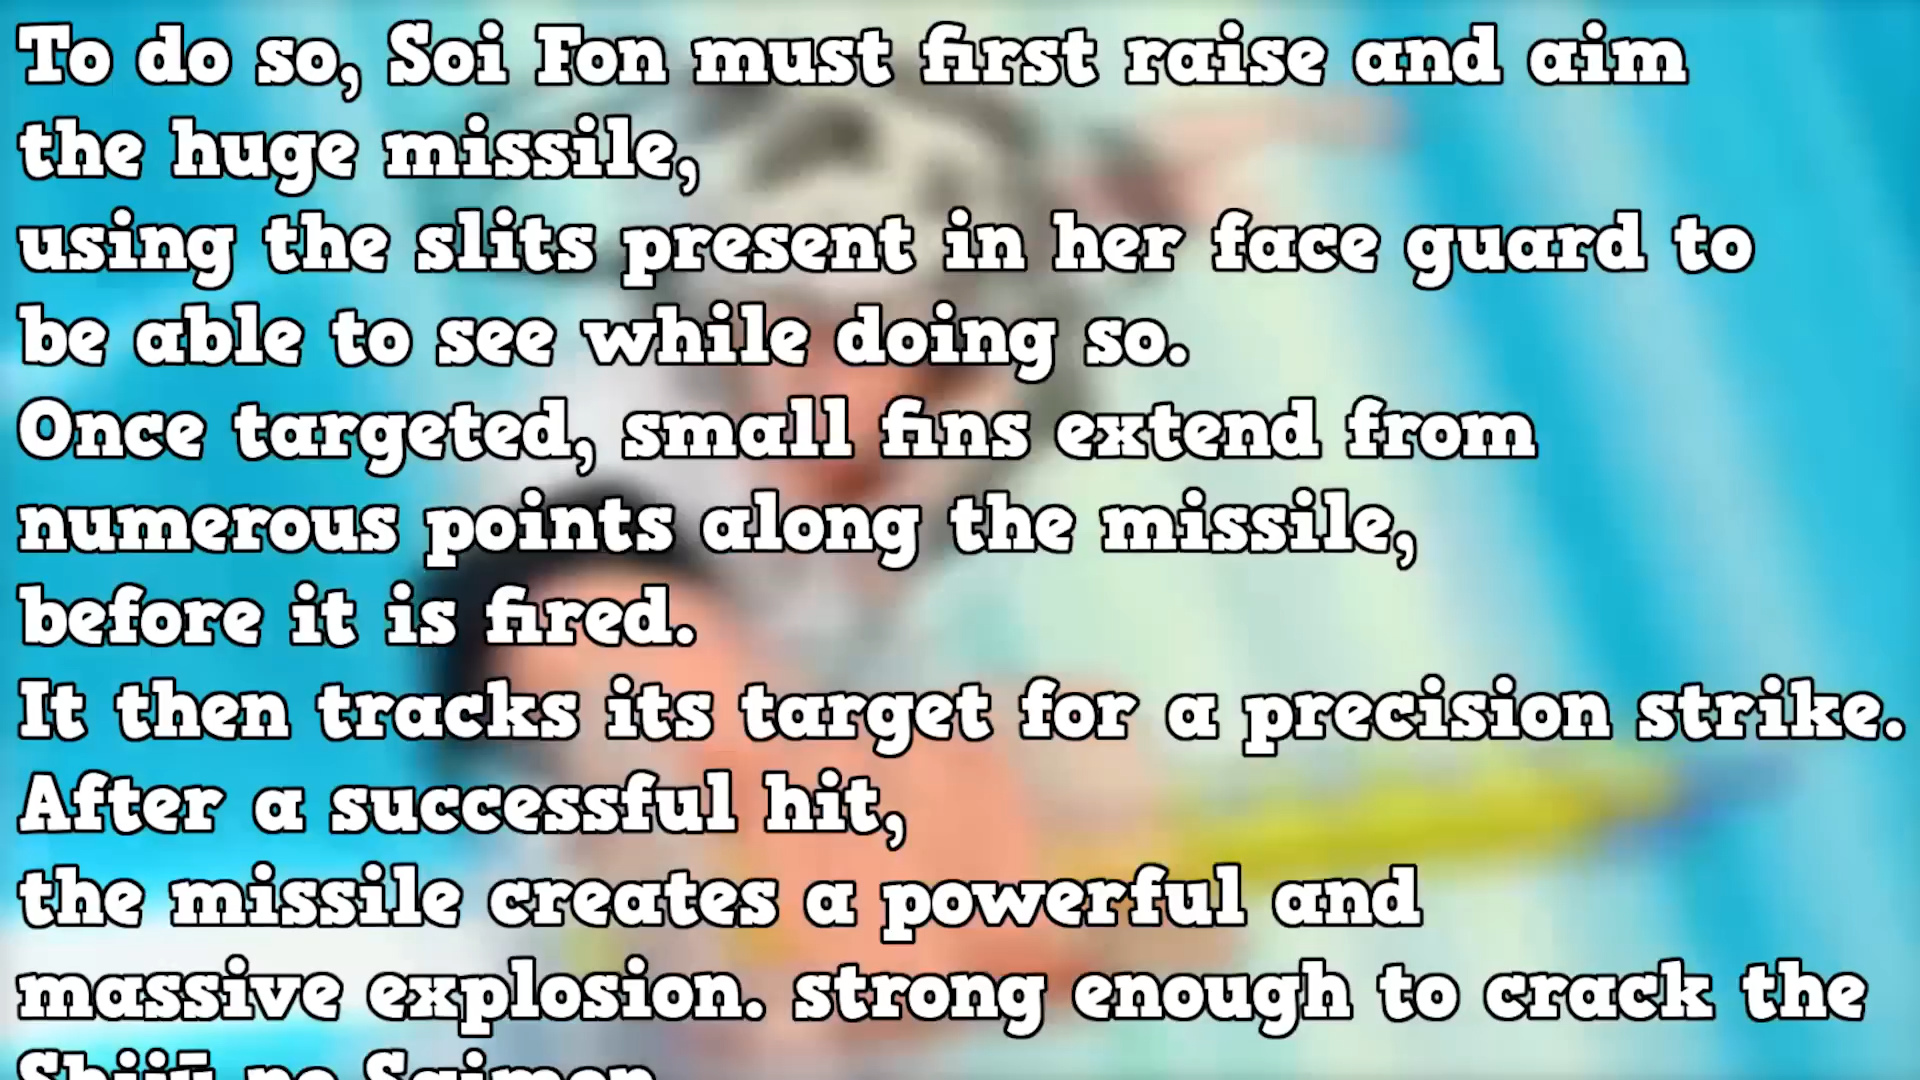 To do so, Soi Fon must first raise and aim
the huge missile,
using the slits present in her face guard to
be able to see while doing so.
Once targeted, small fins extend from
numerous points along the missile,
before it is fired.
It then tracks its target for a precision strike.
After a successful hit,
the missile creates a powerful and
massive explosion. strong enough to crack the
Shijū no Saimon